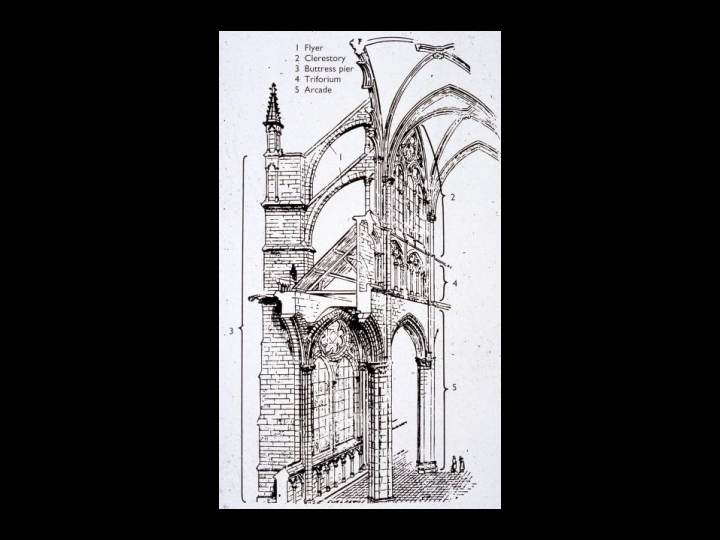 1 Flyer
2 Clerestory
3 Buttress pier
4 Triforium
5 Arcade
1
2
4
3
5